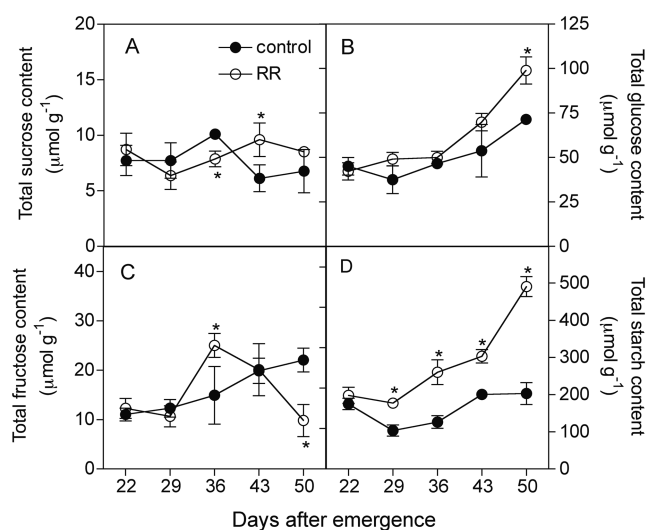 A
control
RR
20
15
10
5
0
Total sucrose content
(μmol g⁻¹)
*
*
B
125
100
75
50
25
0
Total glucose content
(μmol g⁻¹)
*
C
40
30
20
10
0
Total fructose content
(μmol g⁻¹)
*
*
D
500
400
300
200
100
0
Total starch content
(μmol g⁻¹)
*
*
*
*
22 29 36 43 50 22 29 36 43 50
Days after emergence